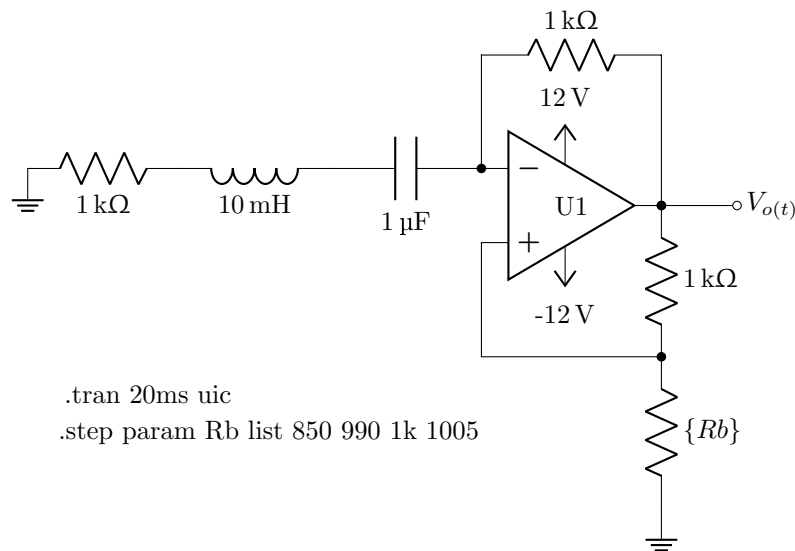 1 kΩ
12 V
1 kΩ
10 mH
1 µF
−
U1
+
V_{o(t)}
1 kΩ
-12 V
.tran 20ms uic
.step param Rb list 850 990 1k 1005
{Rb}